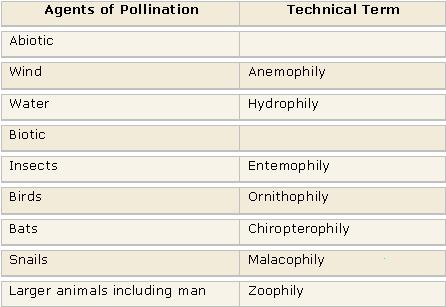 Agents of Pollination Technical Term
Abiotic
Wind Anemophily
Water Hydrophily
Biotic
Insects Entemophily
Birds Ornithophily
Bats Chiropterophily
Snails Malacophily
Larger animals including man Zoophily